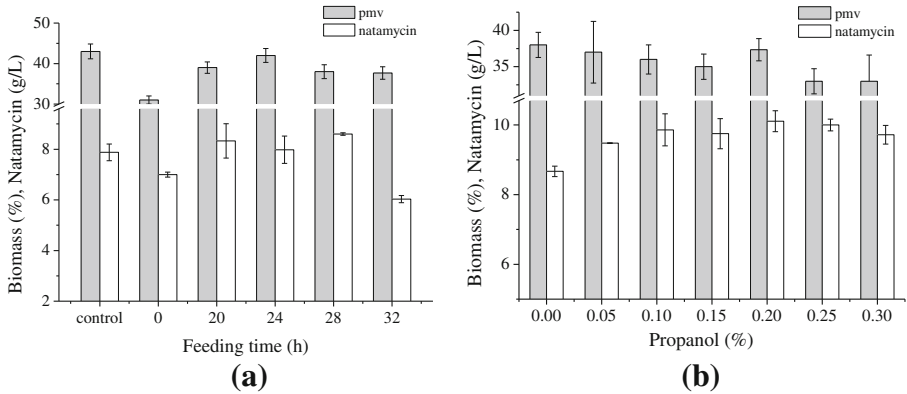 pmv
natamycin
Biomass (%), Natamycin (g/L)
50
40
30
8
6
4
2
control 0 20 24 28 32
Feeding time (h)
(a)
pmv
natamycin
Biomass (%), Natamycin (g/L)
35
30
10
8
6
0.00 0.05 0.10 0.15 0.20 0.25 0.30
Propanol (%)
(b)